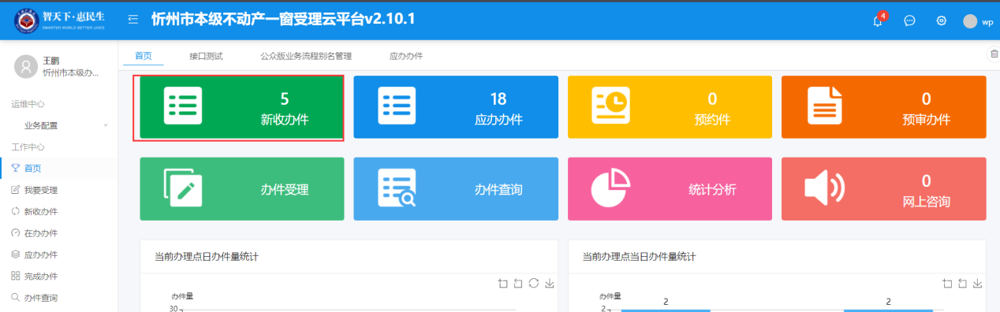 智天下·惠民生
SMARTER WORLD BETTER LIVES
忻州市本级不动产一窗受理云平台v2.10.1
4
wp
王鹏
忻州市本级办...
首页
接口测试
公众版业务流程别名管理
应办办件
运维中心
业务配置
工作中心
首页
我要受理
新收办件
在办办件
应办办件
完成办件
办件查询
5
新收办件
18
应办办件
0
预约件
0
预审办件
办件受理
办件查询
统计分析
0
网上咨询
当前办理点日办件量统计
办件量
30
当前办理点当日办件量统计
办件量
2
2
2